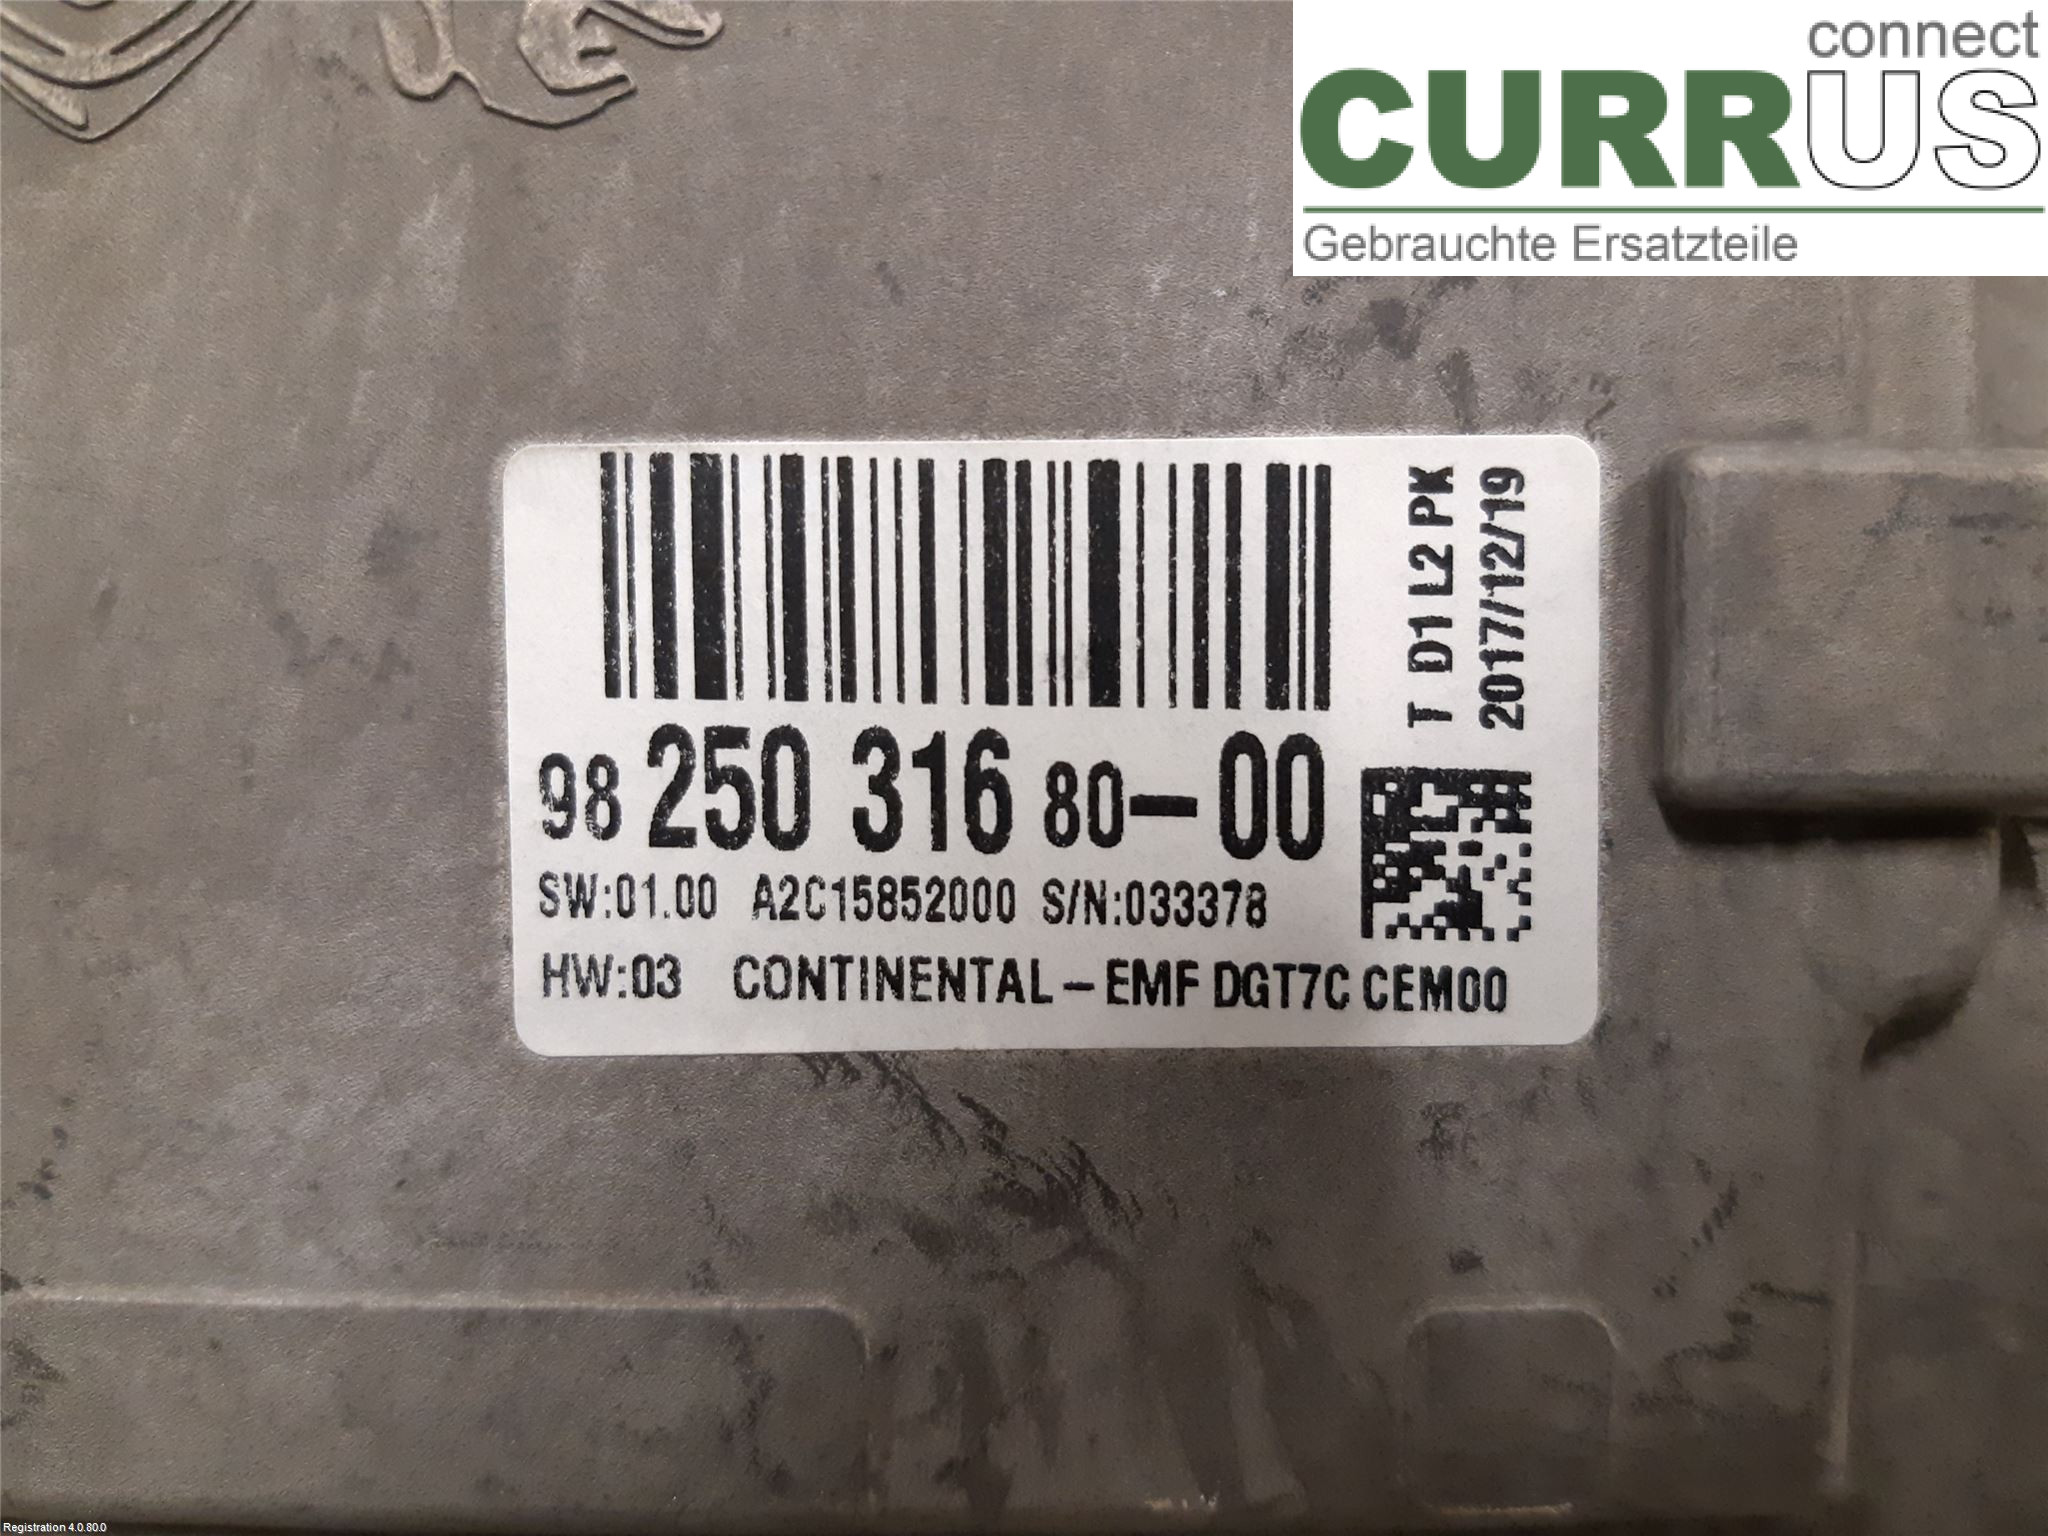 connect
CURRUS
Gebrauchte Ersatzteile
T D1 L2 PK
2017/12/19
98 250 316 80-00
SW:01.00 A2C15852000 S/N:033378
HW:03 CONTINENTAL-EMF DGT7C CEM00
Registration 4.0.80.0